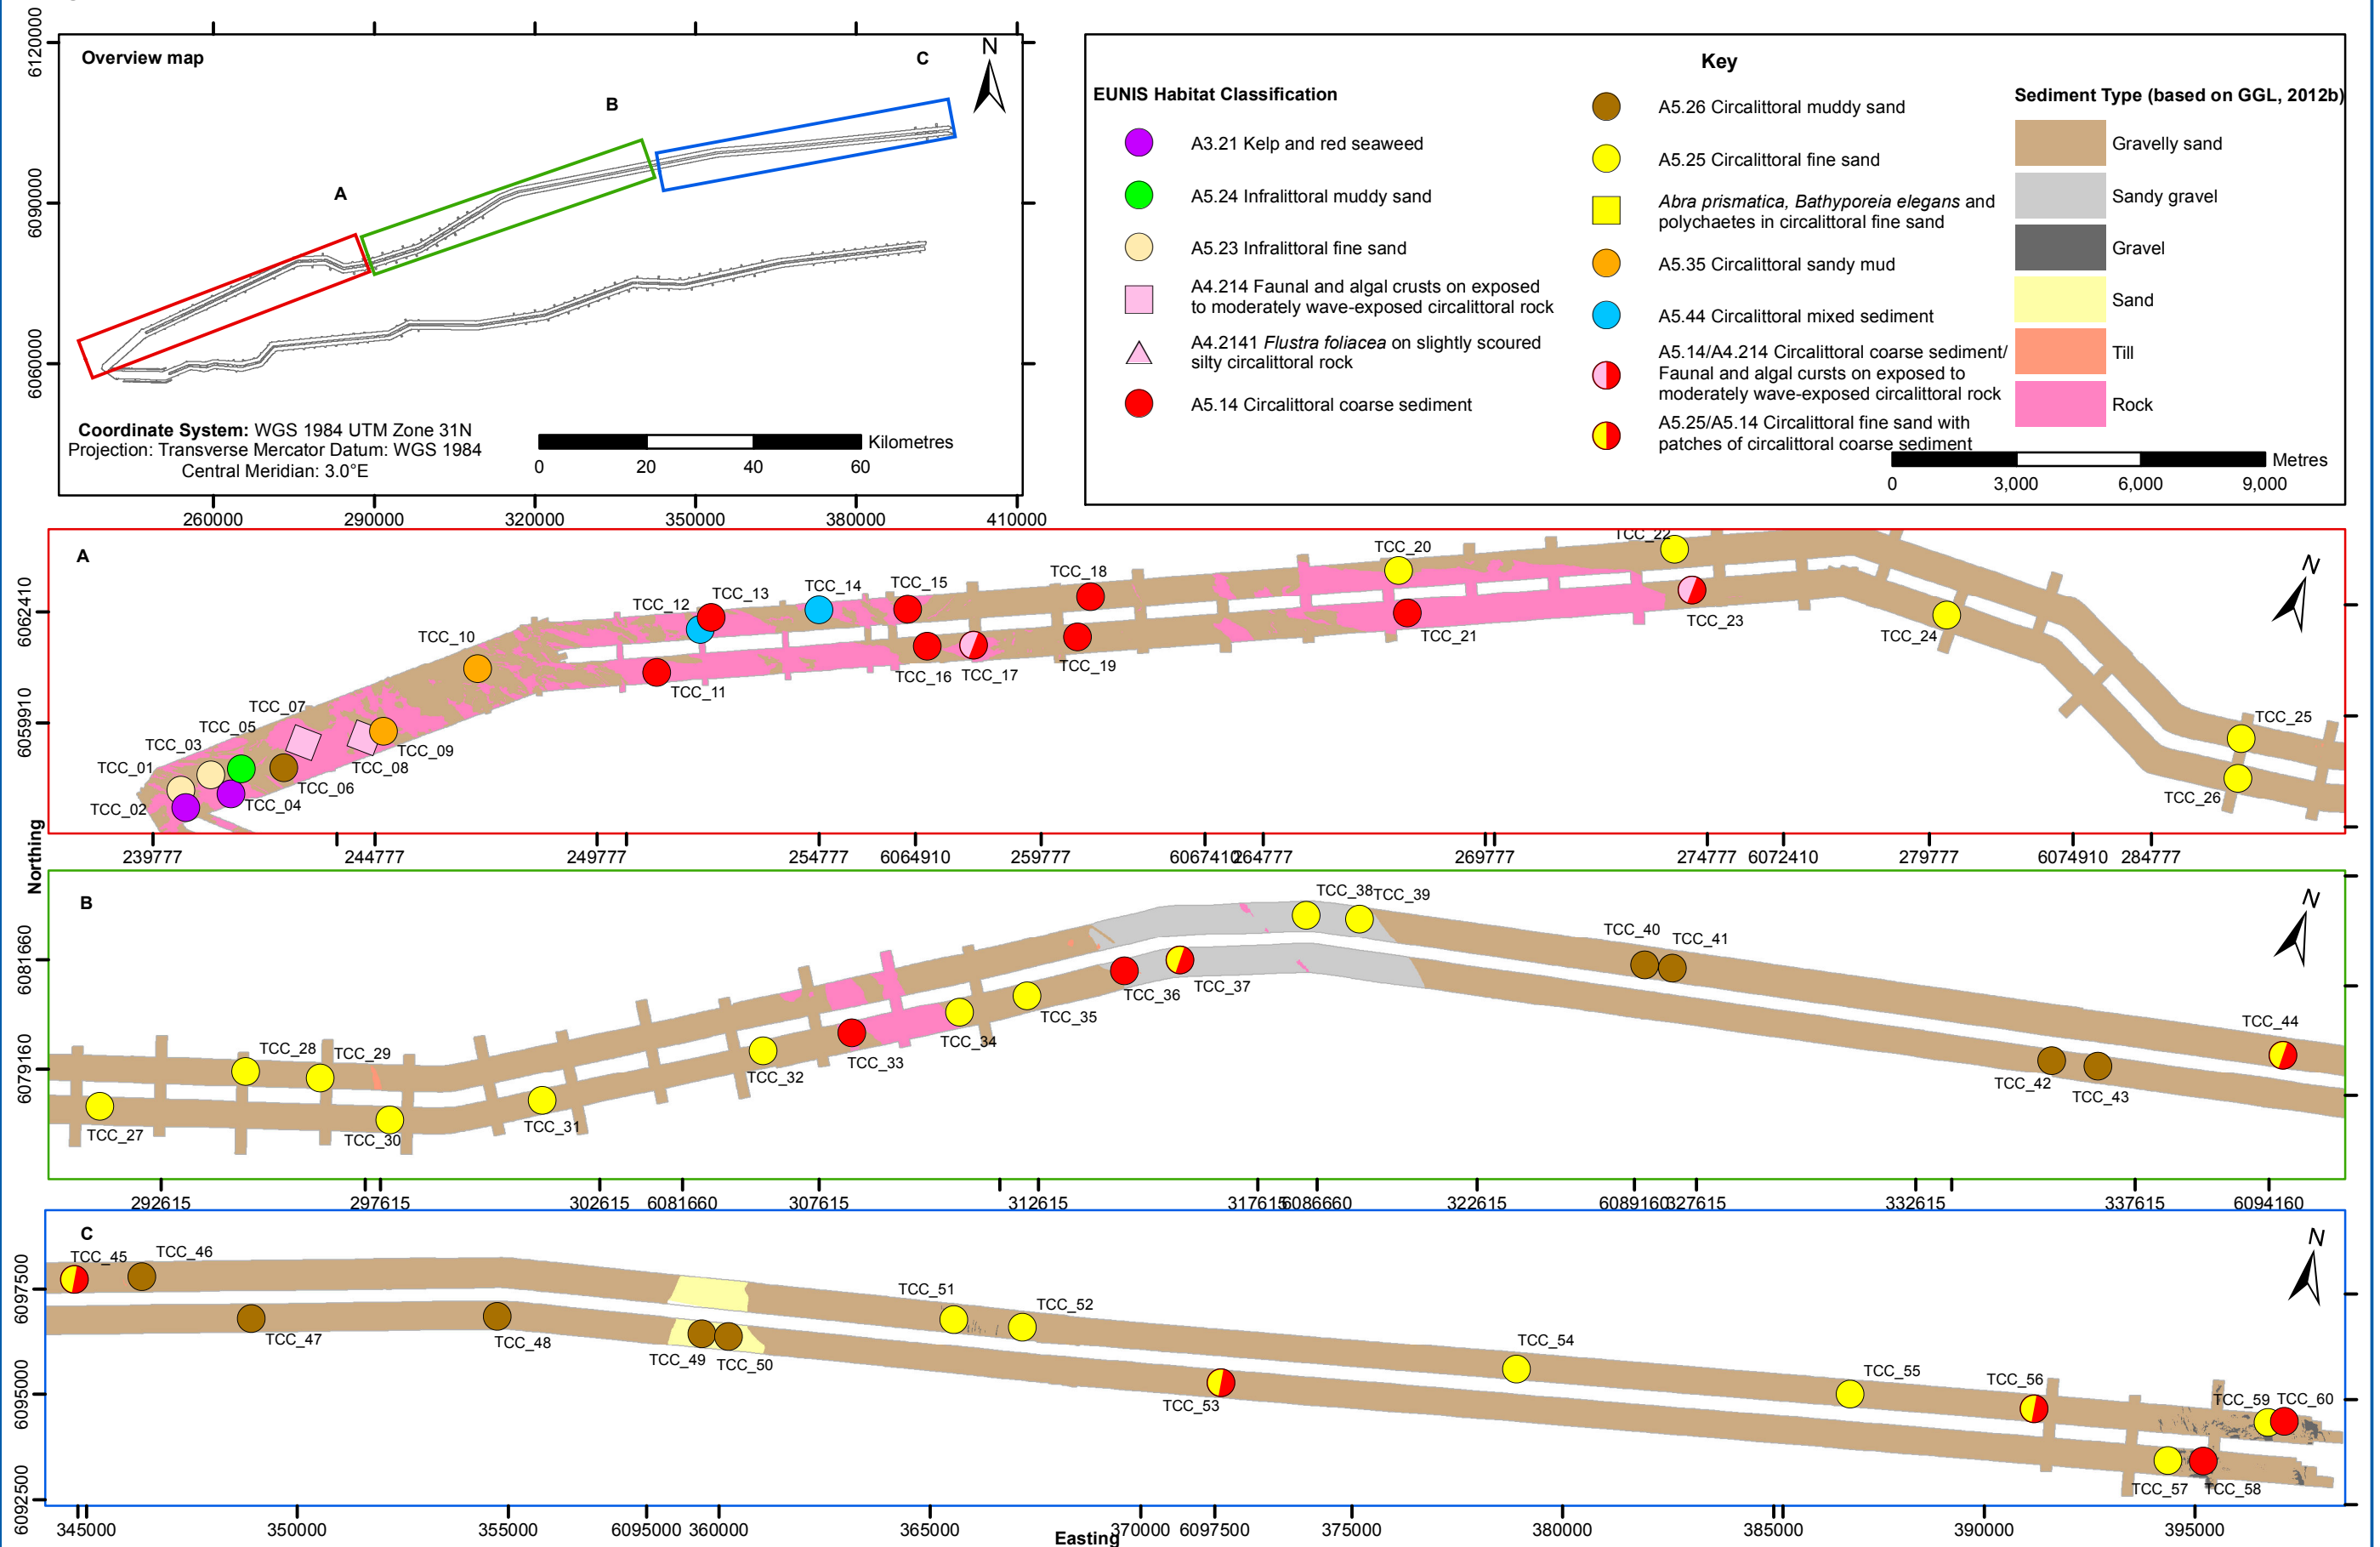 Overview map
A
B
C
N
6120000
6090000
6060000
Coordinate System: WGS 1984 UTM Zone 31N
Projection: Transverse Mercator Datum: WGS 1984
Central Meridian: 3.0°E
Kilometres
0 20 40 60
260000 290000 320000 350000 380000 410000
Key
EUNIS Habitat Classification
A3.21 Kelp and red seaweed
A5.24 Infralittoral muddy sand
A5.23 Infralittoral fine sand
A4.214 Faunal and algal crusts on exposed
to moderately wave-exposed circalittoral rock
A4.2141 Flustra foliacea on slightly scoured
silty circalittoral rock
A5.14 Circalittoral coarse sediment
A5.26 Circalittoral muddy sand
A5.25 Circalittoral fine sand
Abra prismatica, Bathyporeia elegans and
polychaetes in circalittoral fine sand
A5.35 Circalittoral sandy mud
A5.44 Circalittoral mixed sediment
A5.14/A4.214 Circalittoral coarse sediment/
Faunal and algal cursts on exposed to
moderately wave-exposed circalittoral rock
A5.25/A5.14 Circalittoral fine sand with
patches of circalittoral coarse sediment
Sediment Type (based on GGL, 2012b)
Gravelly sand
Sandy gravel
Gravel
Sand
Till
Rock
Metres
0 3,000 6,000 9,000
A
N
6062410
6059910
TCC_01
TCC_02
TCC_03
TCC_04
TCC_05
TCC_06
TCC_07
TCC_08
TCC_09
TCC_10
TCC_11
TCC_12
TCC_13
TCC_14
TCC_15
TCC_16
TCC_17
TCC_18
TCC_19
TCC_20
TCC_21
TCC_22
TCC_23
TCC_24
TCC_25
TCC_26
239777 244777 249777 254777 6064910 259777 6067410 264777 269777 274777 6072410 279777 6074910 284777
Northing
B
N
6081660
6079160
TCC_27
TCC_28
TCC_29
TCC_30
TCC_31
TCC_32
TCC_33
TCC_34
TCC_35
TCC_36
TCC_37
TCC_38
TCC_39
TCC_40
TCC_41
TCC_42
TCC_43
TCC_44
292615 297615 302615 6081660 307615 312615 317615 6086660 322615 6089160 327615 332615 337615 6094160
C
N
6097500
6095000
6092500
TCC_45
TCC_46
TCC_47
TCC_48
TCC_49
TCC_50
TCC_51
TCC_52
TCC_53
TCC_54
TCC_55
TCC_56
TCC_57
TCC_58
TCC_59
TCC_60
345000 350000 355000 6095000 360000 365000 370000 6097500 375000 380000 385000 390000 395000
Easting